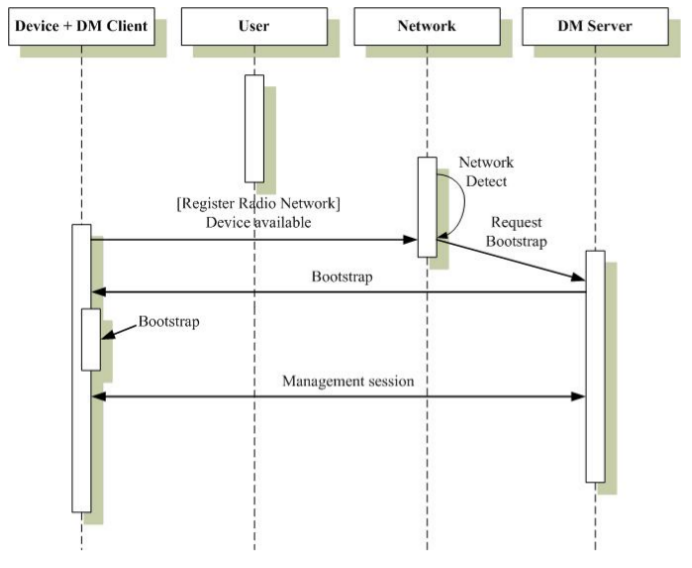 Device + DM Client
User
Network
DM Server
Network
Detect
[Register Radio Network]
Device available
Request
Bootstrap
Bootstrap
Bootstrap
Management session